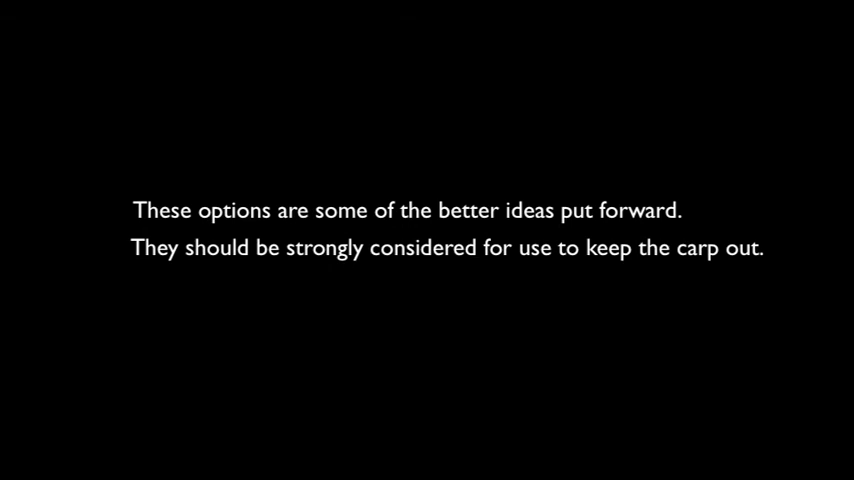 These options are some of the better ideas put forward.
They should be strongly considered for use to keep the carp out.